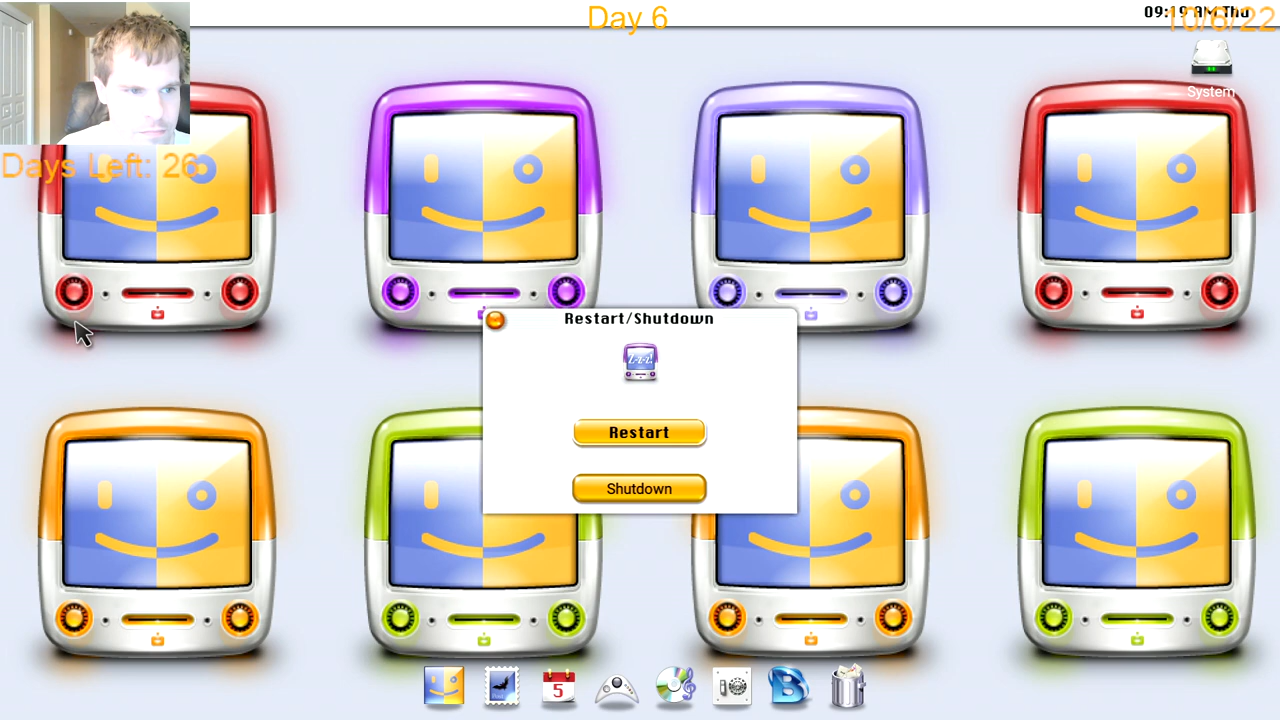 Day 6
09:19 AM Thu
10/6/22
System
Days Left: 26
Restart/Shutdown
Z-z-z!
Restart
Shutdown
5